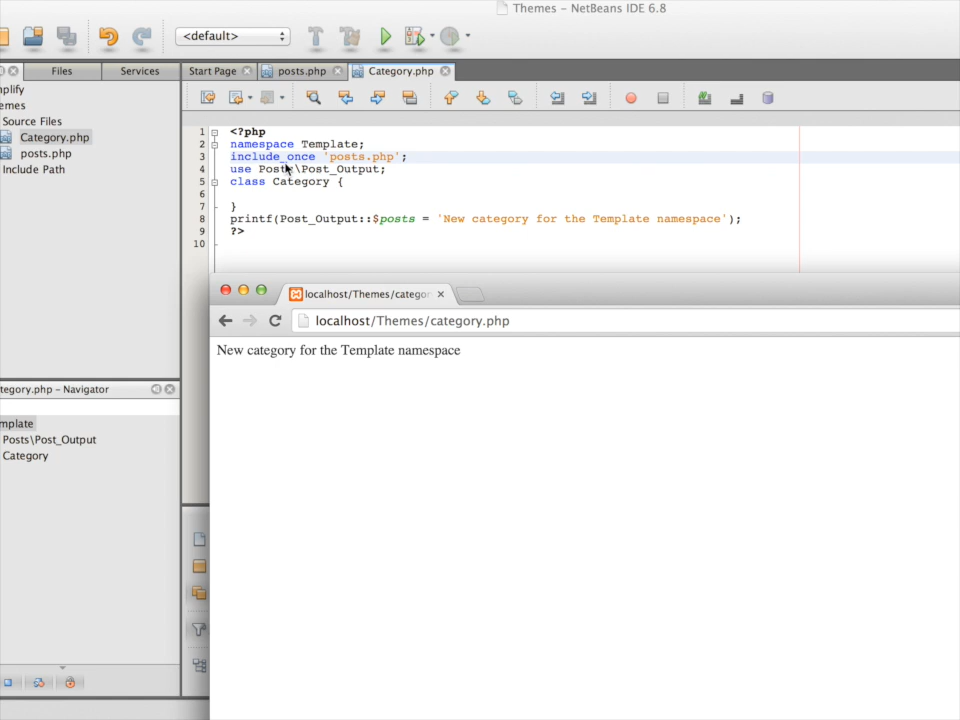 Themes – NetBeans IDE 6.8
<default>
Files
Services
Start Page
posts.php
Category.php
plify
emes
Source Files
Category.php
posts.php
Include Path
1 <?php
2 namespace Template;
3 include_once 'posts.php';
4 use Posts\Post_Output;
5 class Category {
6
7 }
8 printf(Post_Output::$posts = 'New category for the Template namespace');
9 ?>
10
localhost/Themes/catego
localhost/Themes/category.php
New category for the Template namespace
tegory.php – Navigator
mplate
Posts\Post_Output
Category